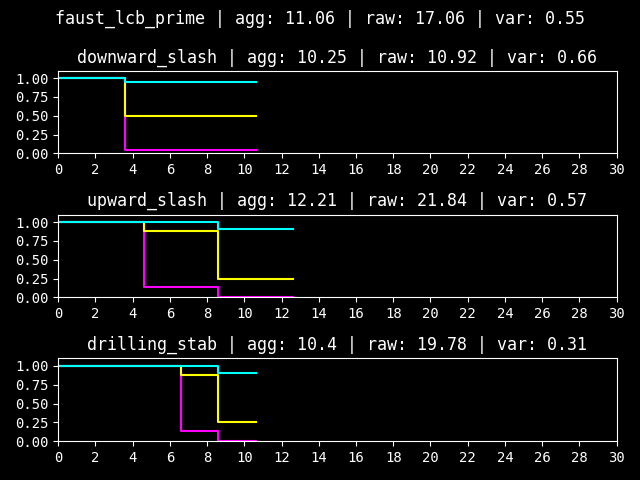 faust_lcb_prime | agg: 11.06 | raw: 17.06 | var: 0.55
downward_slash | agg: 10.25 | raw: 10.92 | var: 0.66
1.00
0.75
0.50
0.25
0.00
0 2 4 6 8 10 12 14 16 18 20 22 24 26 28 30
upward_slash | agg: 12.21 | raw: 21.84 | var: 0.57
1.00
0.75
0.50
0.25
0.00
0 2 4 6 8 10 12 14 16 18 20 22 24 26 28 30
drilling_stab | agg: 10.4 | raw: 19.78 | var: 0.31
1.00
0.75
0.50
0.25
0.00
0 2 4 6 8 10 12 14 16 18 20 22 24 26 28 30